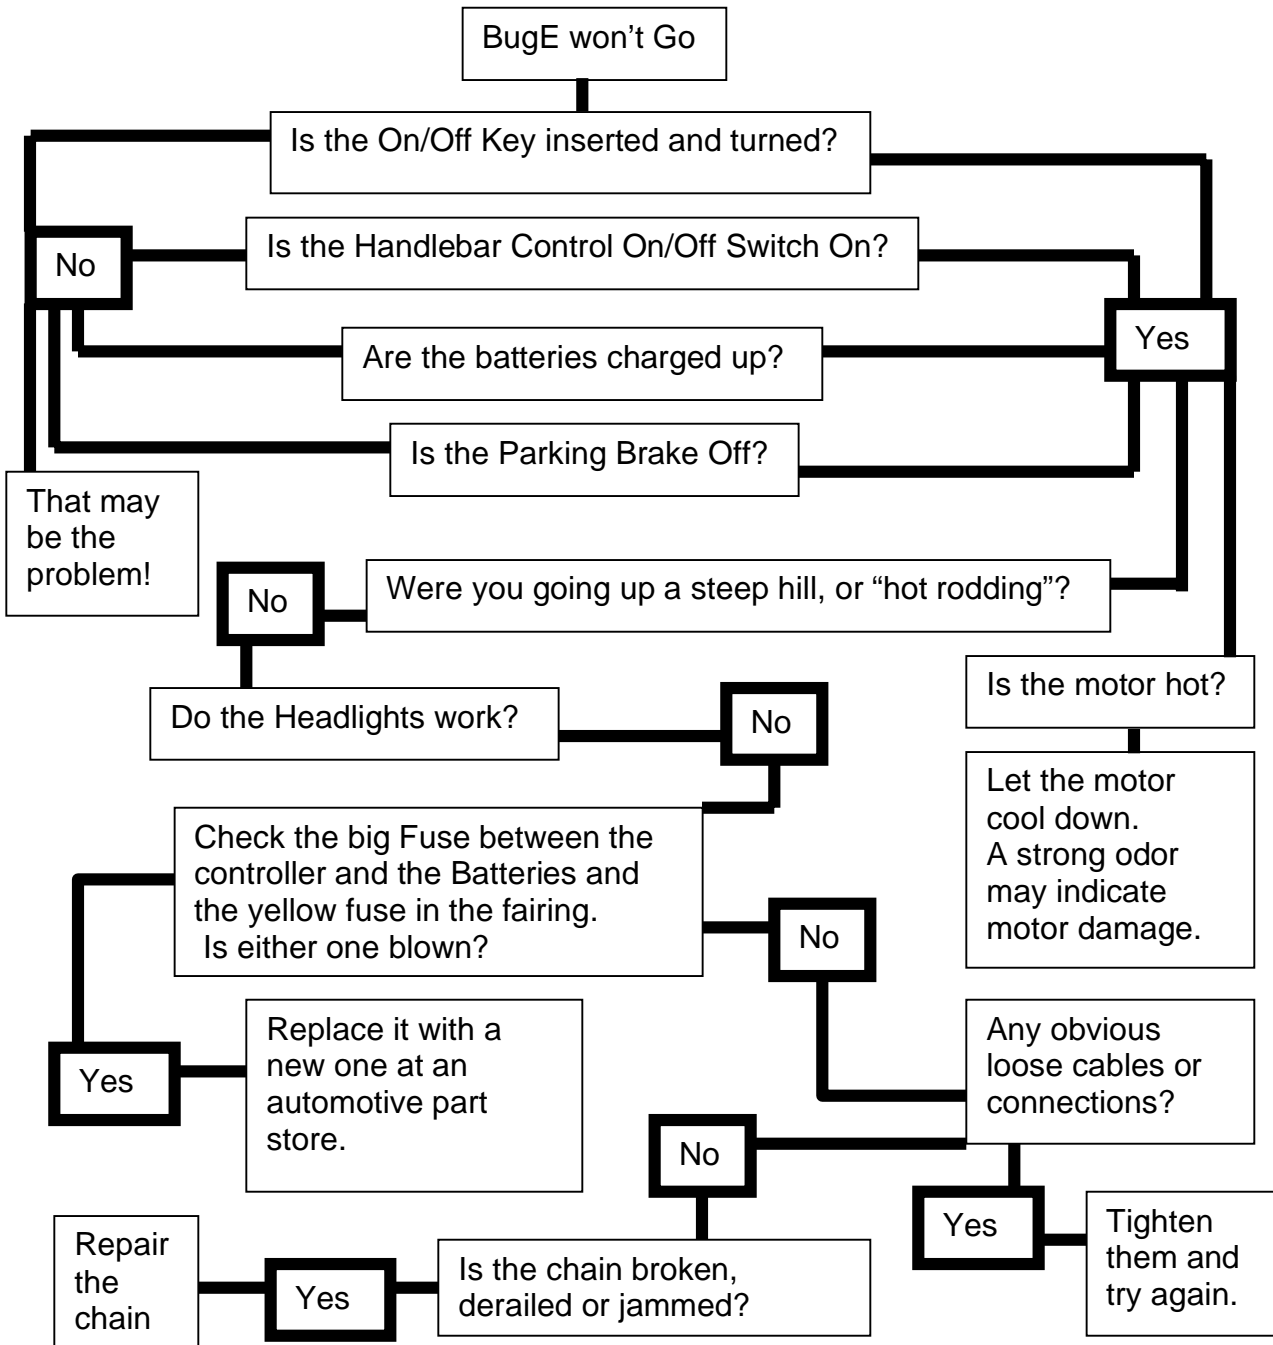 BugE won’t Go
Is the On/Off Key inserted and turned?
Is the Handlebar Control On/Off Switch On?
No
Yes
Are the batteries charged up?
Is the Parking Brake Off?
That may
be the
problem!
Were you going up a steep hill, or “hot rodding”?
No
Is the motor hot?
Do the Headlights work?
No
Let the motor
cool down.
A strong odor
may indicate
motor damage.
Check the big Fuse between the
controller and the Batteries and
the yellow fuse in the fairing.
Is either one blown?
No
Replace it with a
new one at an
automotive part
store.
Yes
Any obvious
loose cables or
connections?
No
Yes
Tighten
them and
try again.
Is the chain broken,
derailed or jammed?
Yes
Repair
the
chain